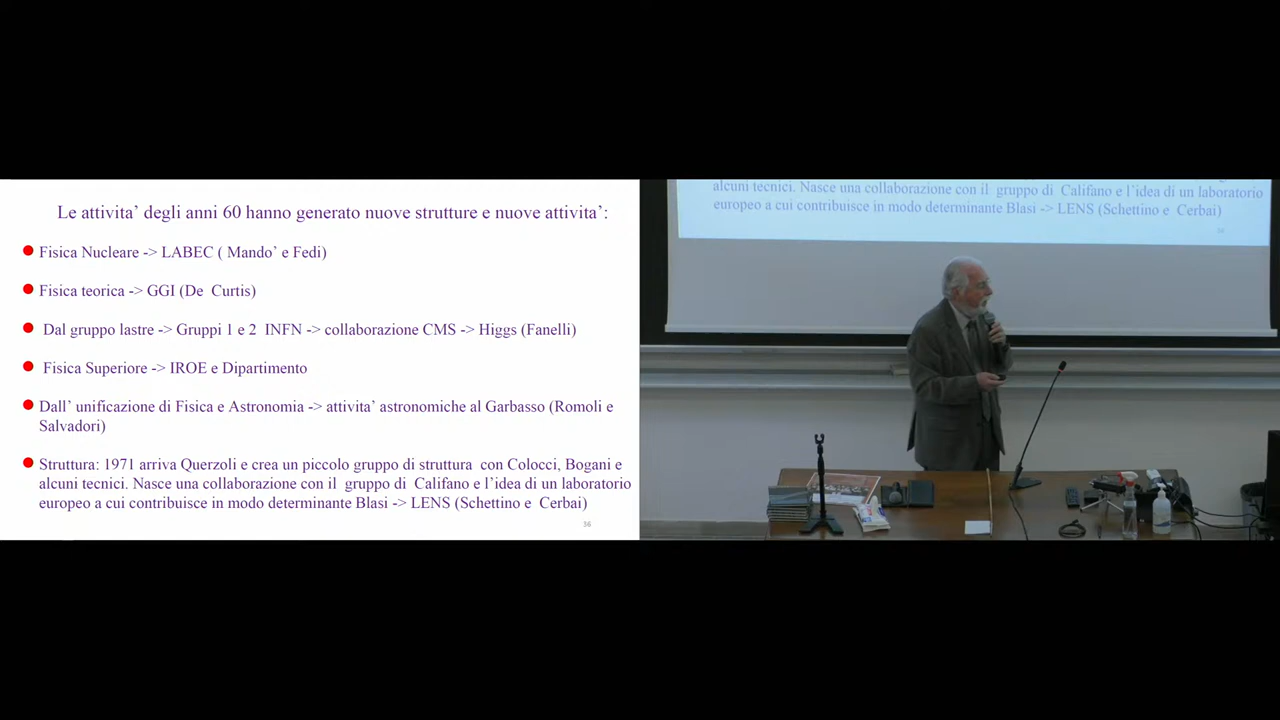 Le attivita' degli anni 60 hanno generato nuove strutture e nuove attivita':
Fisica Nucleare -> LABEC ( Mando' e Fedi)
Fisica teorica -> GGI (De Curtis)
Dal gruppo lastre -> Gruppi 1 e 2 INFN -> collaborazione CMS -> Higgs (Fanelli)
Fisica Superiore -> IROE e Dipartimento
Dall' unificazione di Fisica e Astronomia -> attivita' astronomiche al Garbasso (Romoli e
Salvadori)
Struttura: 1971 arriva Querzoli e crea un piccolo gruppo di struttura con Colocci, Bogani e
alcuni tecnici. Nasce una collaborazione con il gruppo di Califano e l'idea di un laboratorio
europeo a cui contribuisce in modo determinante Blasi -> LENS (Schettino e Cerbai)
36
alcuni tecnici. Nasce una collaborazione con il gruppo di Califano e l'idea di un laboratorio
europeo a cui contribuisce in modo determinante Blasi -> LENS (Schettino e Cerbai)
36